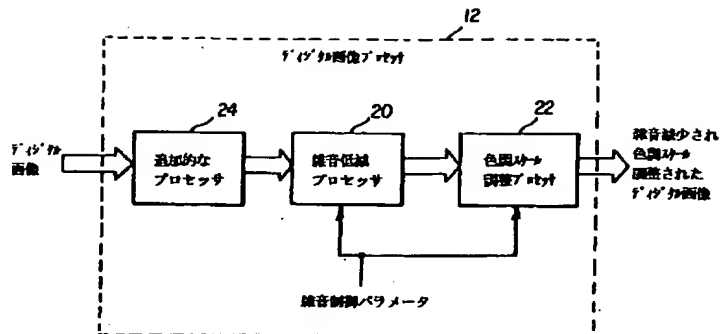 12
ディジタル画像プロセッサ
24
20
22
ディジタル
画像
追加的な
プロセッサ
雑音低減
プロセッサ
色調スケール
調整プロセッサ
雑音減少され
色調スケール
調整された
ディジタル画像
雑音制御パラメータ